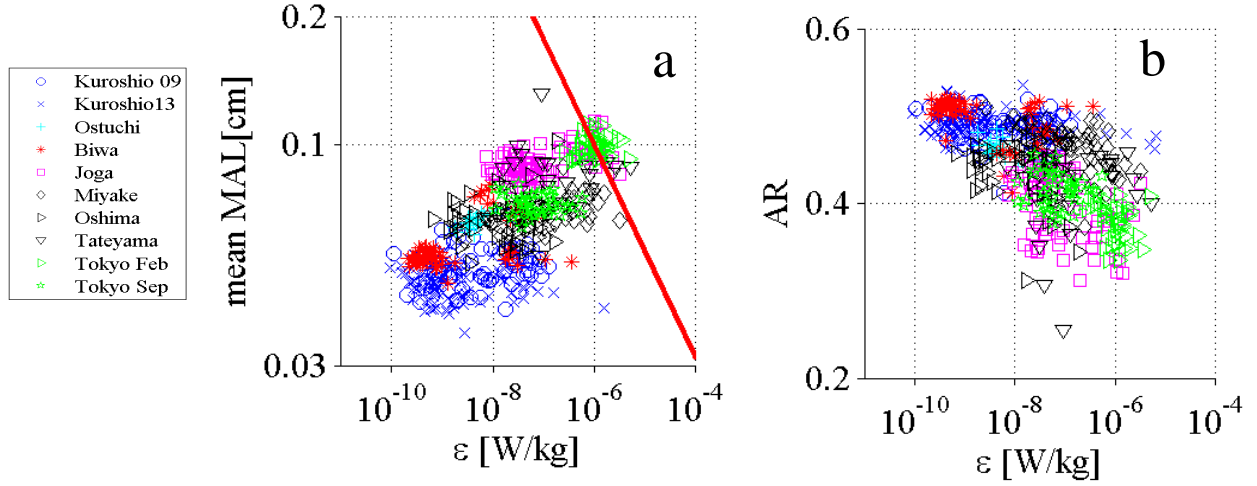 Kuroshio 09
Kuroshio13
Ostuchi
Biwa
Joga
Miyake
Oshima
Tateyama
Tokyo Feb
Tokyo Sep
mean MAL[cm]
0.2
0.1
0.03
a
10^-10
10^-8
10^-6
10^-4
ε [W/kg]
AR
0.6
0.4
0.2
b
10^-10
10^-8
10^-6
10^-4
ε [W/kg]